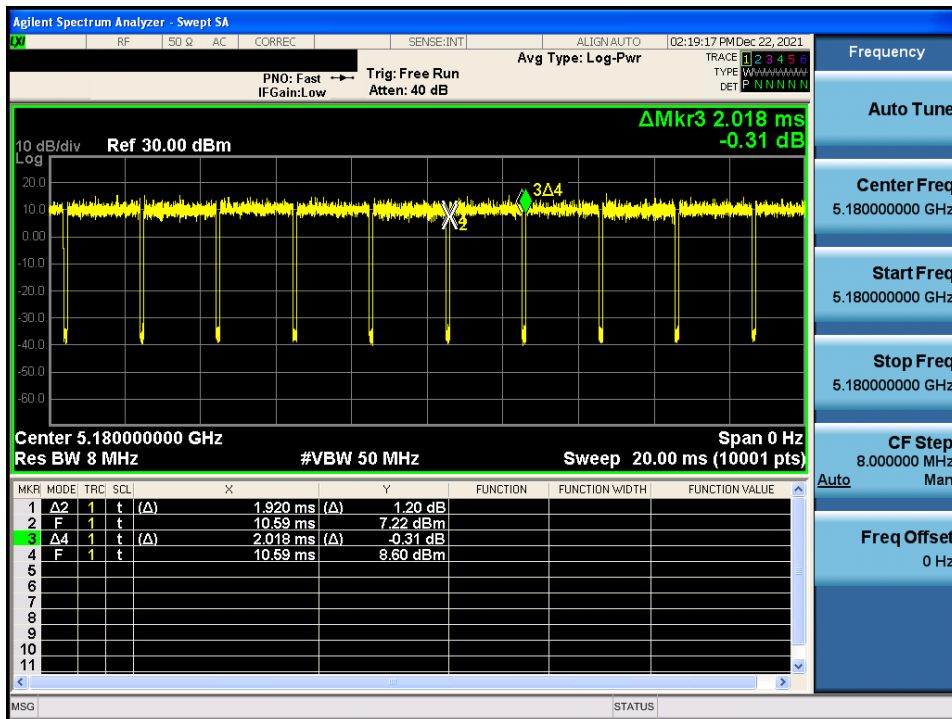 Agilent Spectrum Analyzer - Swept SA
LXI RF 50 Ω AC CORREC SENSE:INT ALIGN AUTO 02:19:17 PM Dec 22, 2021
Frequency
PNO: Fast
IFGain:Low
Trig: Free Run
Atten: 40 dB
Avg Type: Log-Pwr
TRACE 1 2 3 4 5 6
TYPE W
DET P N N N N N
ΔMkr3 2.018 ms
-0.31 dB
10 dB/div
Log
Ref 30.00 dBm
20.0
10.0
0.00
-10.0
-20.0
-30.0
-40.0
-50.0
-60.0
3Δ4
2
Center 5.180000000 GHz
Span 0 Hz
Res BW 8 MHz
#VBW 50 MHz
Sweep 20.00 ms (10001 pts)
MKR MODE TRC SCL X Y FUNCTION FUNCTION WIDTH FUNCTION VALUE
1 Δ2 1 t (Δ) 1.920 ms (Δ) 1.20 dB
2 F 1 t 10.59 ms 7.22 dBm
3 Δ4 1 t (Δ) 2.018 ms (Δ) -0.31 dB
4 F 1 t 10.59 ms 8.60 dBm
5
6
7
8
9
10
11
MSG
STATUS
Auto Tune
Center Freq
5.180000000 GHz
Start Freq
5.180000000 GHz
Stop Freq
5.180000000 GHz
CF Step
8.000000 MHz
Auto Man
Freq Offset
0 Hz